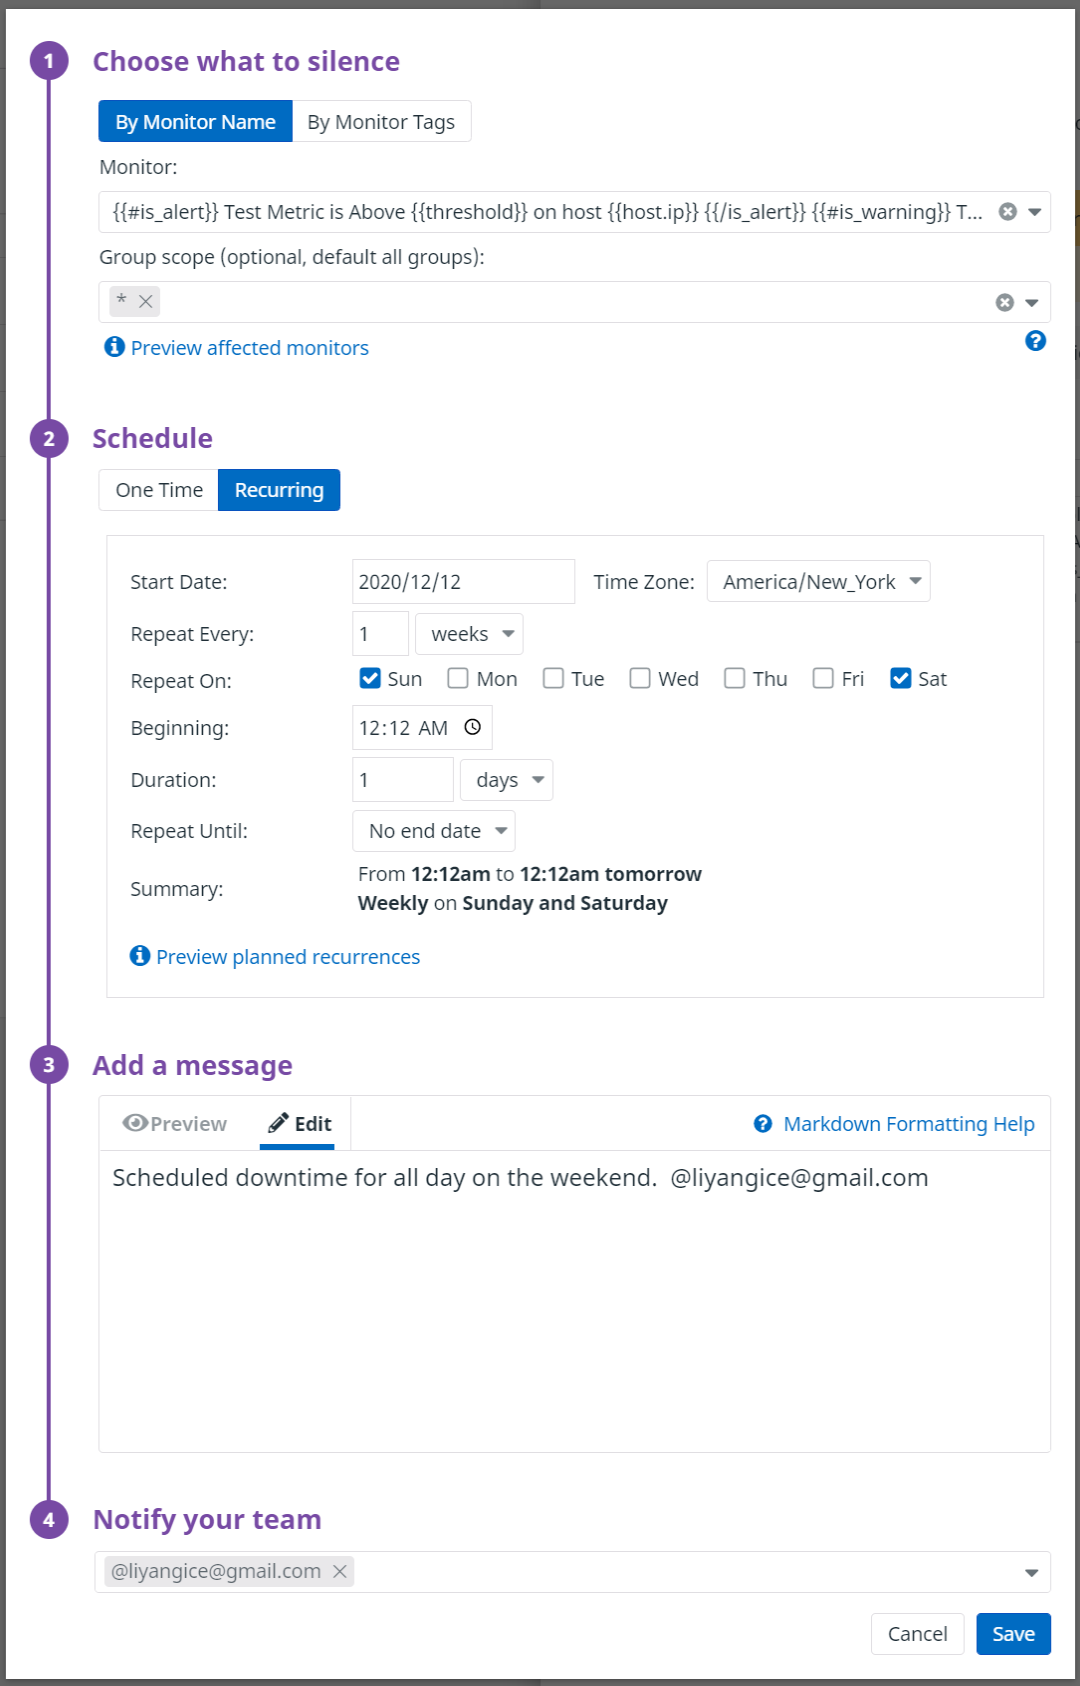 1 Choose what to silence
By Monitor Name By Monitor Tags
Monitor:
{{#is_alert}} Test Metric is Above {{threshold}} on host {{host.ip}} {{/is_alert}} {{#is_warning}} T...
Group scope (optional, default all groups):
*
Preview affected monitors
2 Schedule
One Time Recurring
Start Date: 2020/12/12 Time Zone: America/New_York
Repeat Every: 1 weeks
Repeat On: Sun Mon Tue Wed Thu Fri Sat
Beginning: 12:12 AM
Duration: 1 days
Repeat Until: No end date
Summary: From 12:12am to 12:12am tomorrow
Weekly on Sunday and Saturday
Preview planned recurrences
3 Add a message
Preview Edit Markdown Formatting Help
Scheduled downtime for all day on the weekend. @liyangice@gmail.com
4 Notify your team
@liyangice@gmail.com
Cancel Save